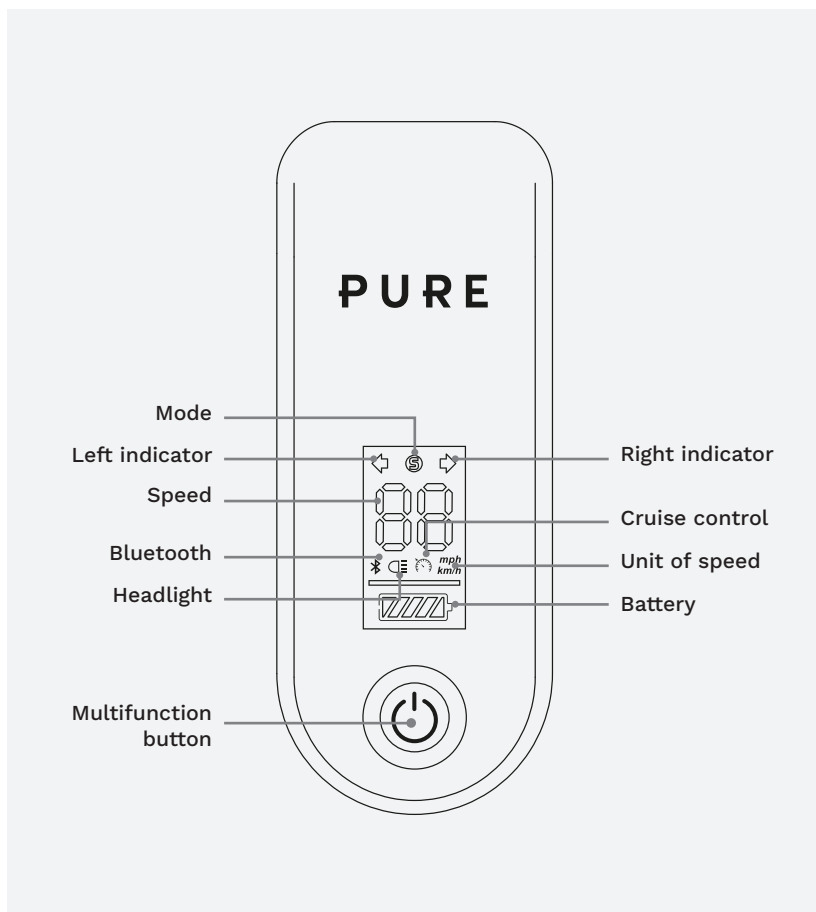 PURE
Mode
Left indicator
Right indicator
S
Speed
88
Cruise control
Bluetooth
mph
km/h
Unit of speed
Headlight
Battery
Multifunction
button